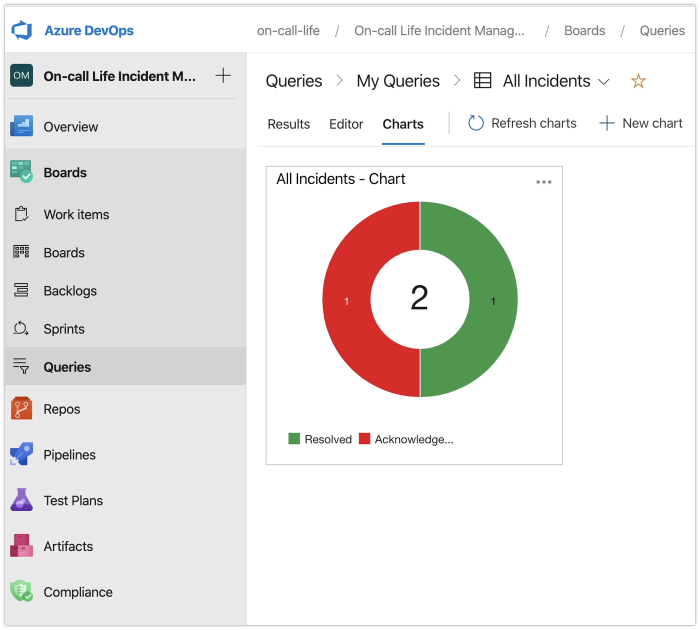 Azure DevOps
on-call-life / On-call Life Incident Manag... / Boards / Queries
OM On-call Life Incident M...
Overview
Boards
Work items
Boards
Backlogs
Sprints
Queries
Repos
Pipelines
Test Plans
Artifacts
Compliance
Queries > My Queries > All Incidents
Results Editor Charts Refresh charts New chart
All Incidents - Chart
1 2 1
Resolved Acknowledge...